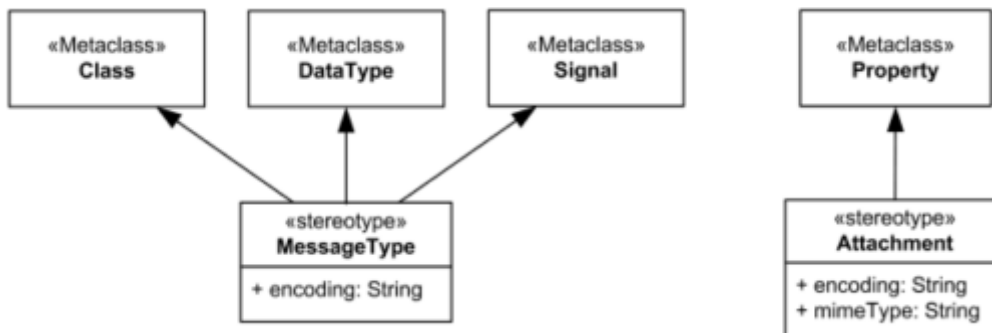 «Metaclass»
Class
«Metaclass»
DataType
«Metaclass»
Signal
«Metaclass»
Property
«stereotype»
MessageType
+ encoding: String
«stereotype»
Attachment
+ encoding: String
+ mimeType: String